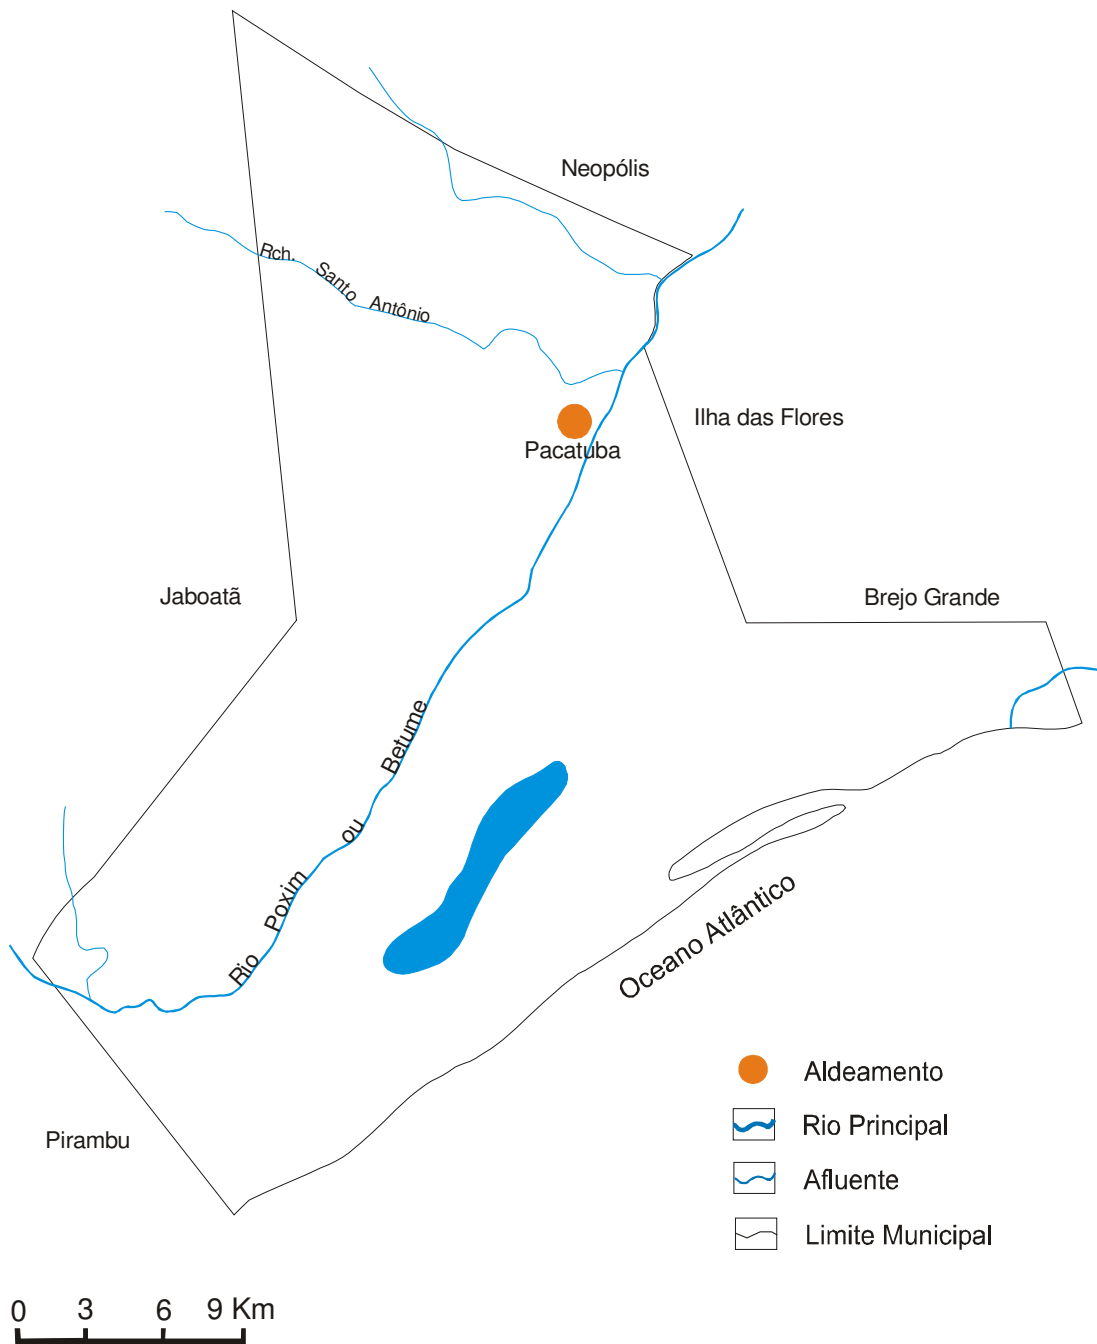 Neopólis
Rch. Santo Antônio
Ilha das Flores
Pacatuba
Jaboatã
Brejo Grande
Rio Poxim ou Betume
Oceano Atlântico
Aldeamento
Rio Principal
Afluente
Limite Municipal
Pirambu
0 3 6 9 Km